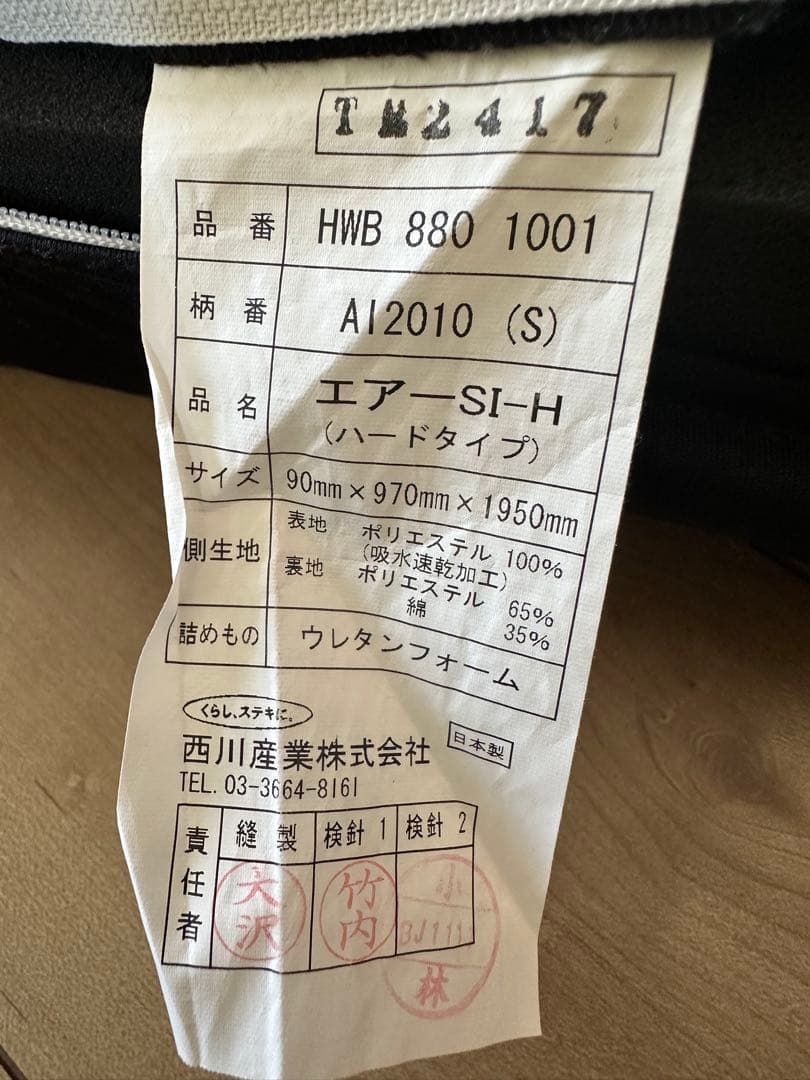 TM2417
品番 HWB 880 1001
柄番 AI2010 (S)
品名 エアーSI-H
(ハードタイプ)
サイズ 90mm×970mm×1950mm
側生地 表地 ポリエステル 100%
(吸水速乾加工)
裏地 ポリエステル 65%
綿 35%
詰めもの ウレタンフォーム
くらし、ステキに。
西川産業株式会社 日本製
TEL. 03-3664-8161
責任者 縫製 検針1 検針2
大沢 竹内 小林